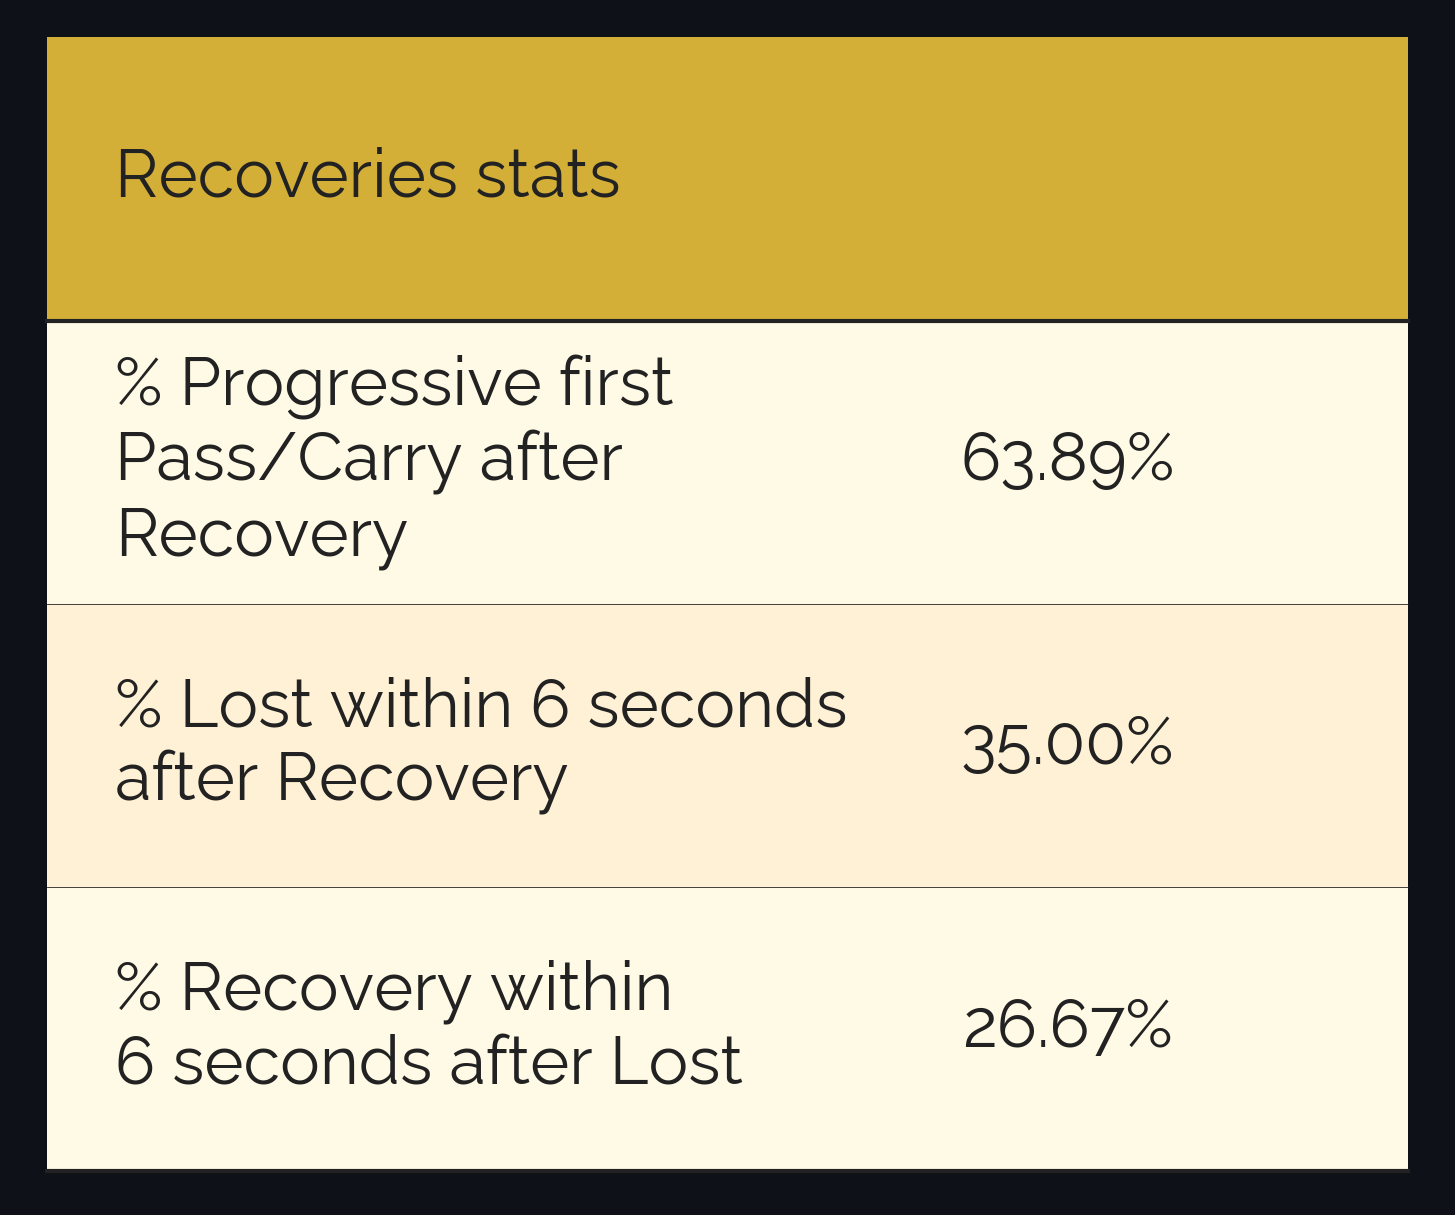 Recoveries stats
% Progressive first
Pass/Carry after
Recovery
63.89%
% Lost within 6 seconds
after Recovery
35.00%
% Recovery within
6 seconds after Lost
26.67%